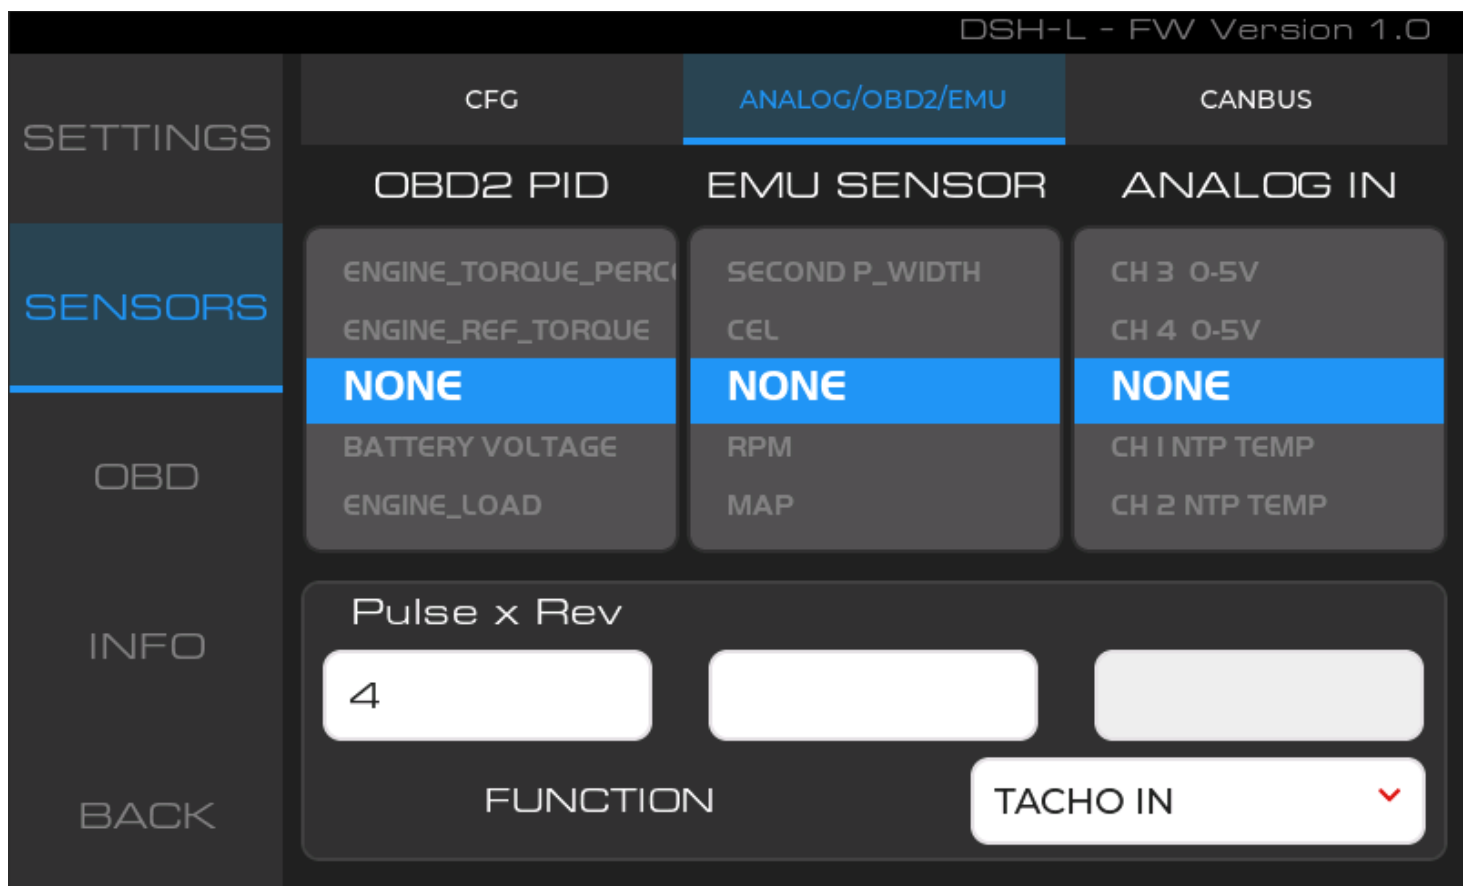 DSH-L - FW Version 1.0
SETTINGS
SENSORS
OBD
INFO
BACK
CFG
ANALOG/OBD2/EMU
CANBUS
OBD2 PID
EMU SENSOR
ANALOG IN
ENGINE_TORQUE_PERC
ENGINE_REF_TORQUE
NONE
BATTERY VOLTAGE
ENGINE_LOAD
SECOND P_WIDTH
CEL
NONE
RPM
MAP
CH 3 0-5V
CH 4 0-5V
NONE
CH 1 NTP TEMP
CH 2 NTP TEMP
Pulse x Rev
4
FUNCTION
TACHO IN